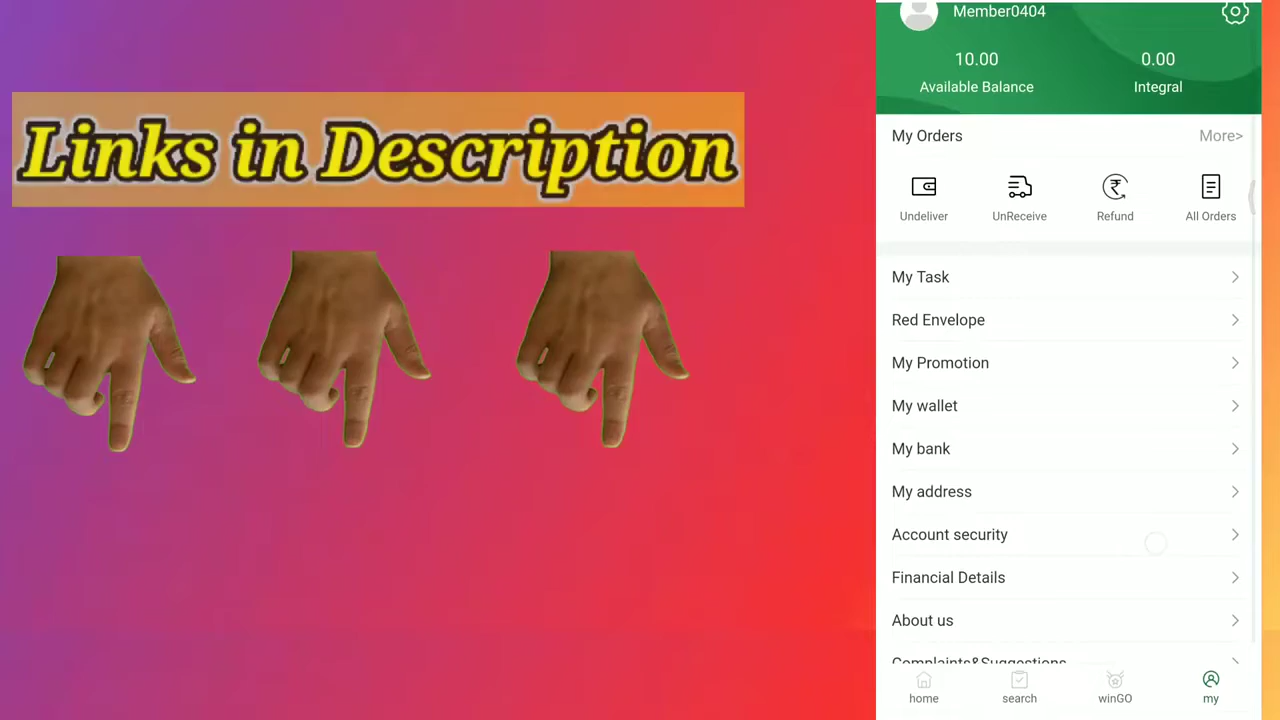 Links in Description
Member0404
10.00
0.00
Available Balance
Integral
My Orders
More>
Undeliver
UnReceive
Refund
All Orders
My Task
Red Envelope
My Promotion
My wallet
My bank
My address
Account security
Financial Details
About us
Complaints&Suggestions
home
search
winGO
my